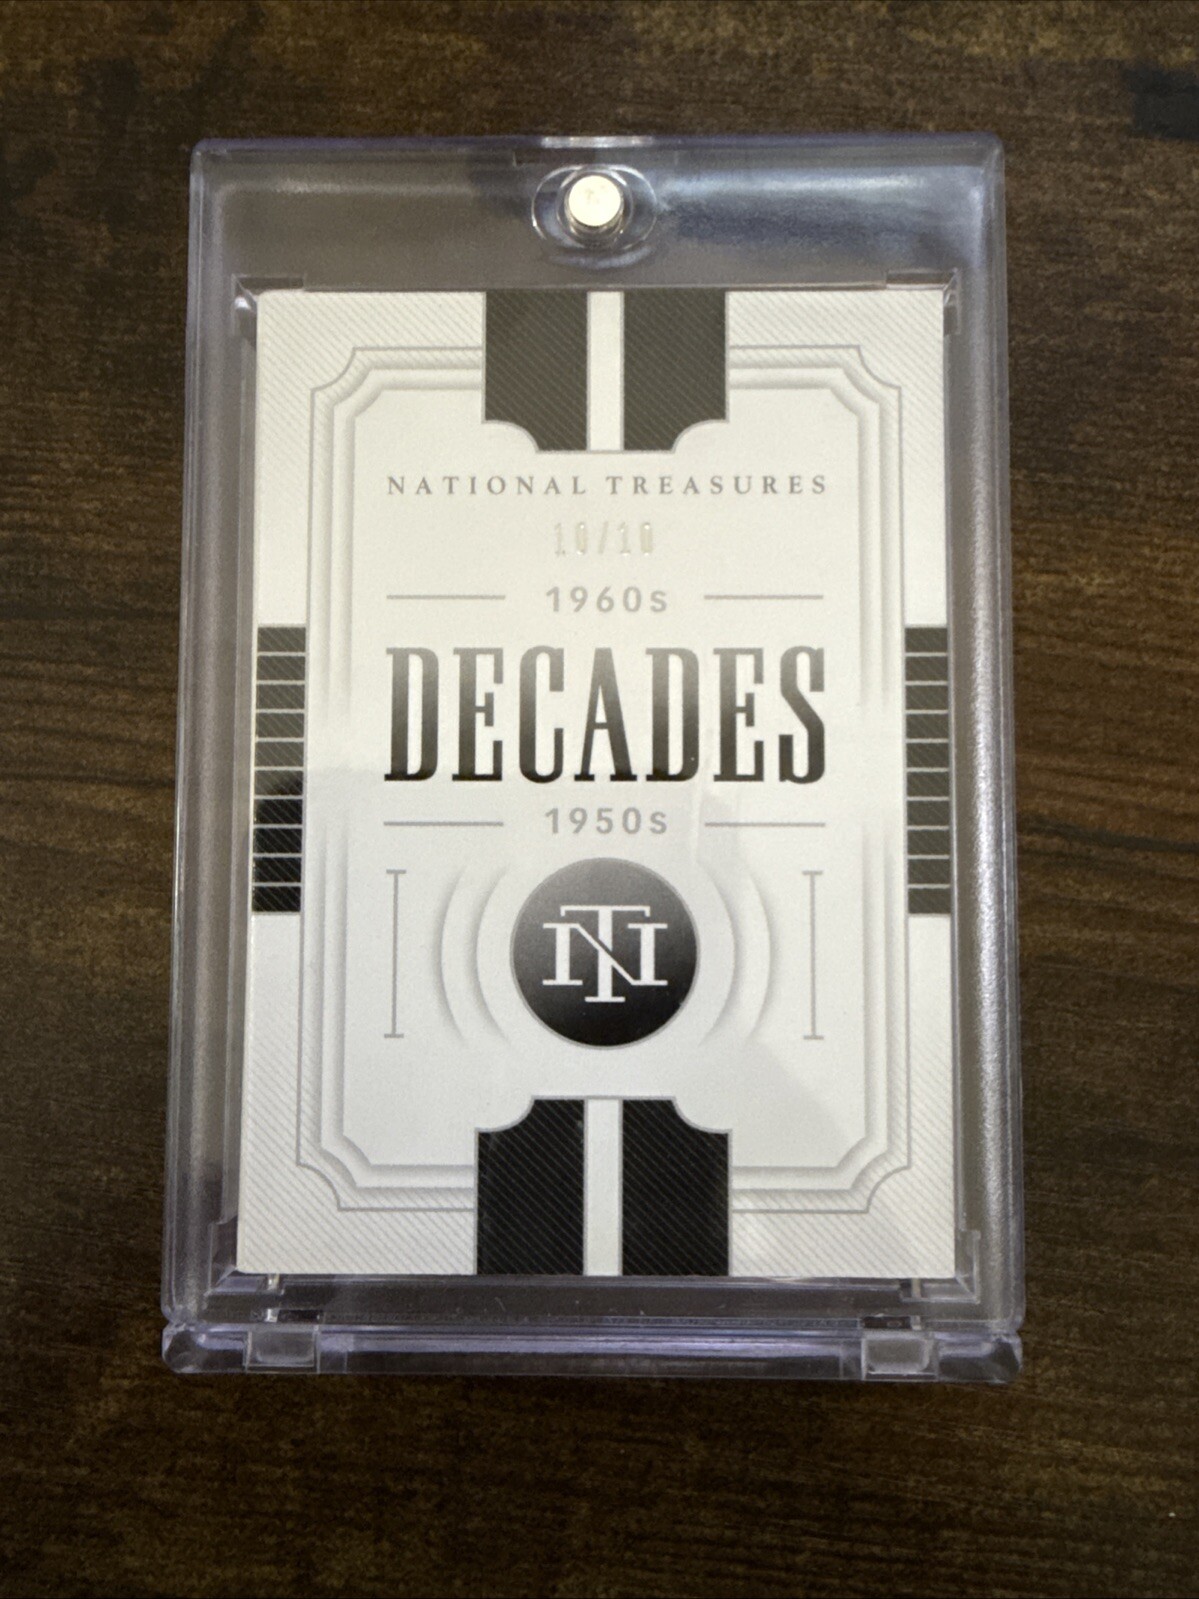 NATIONAL TREASURES
10/10
1960s
DECADES
1950s
NT